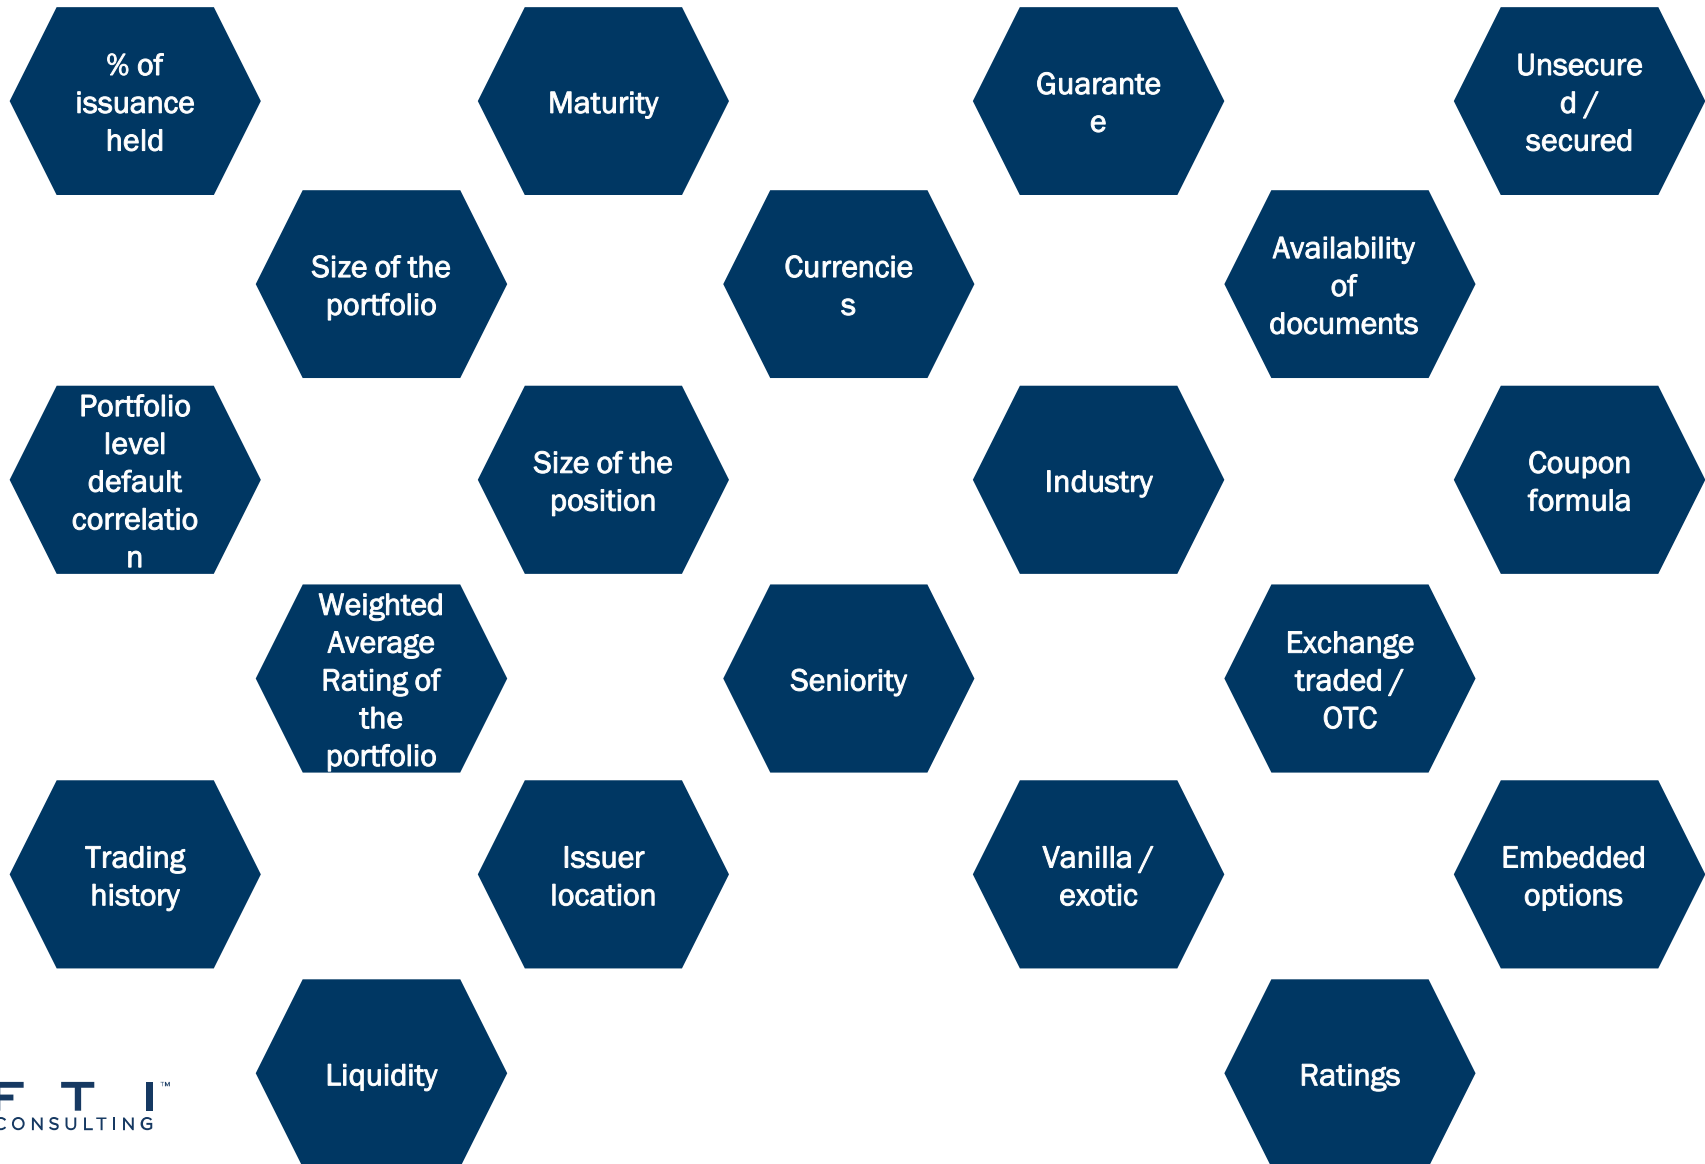 % of
issuance
held
Maturity
Guarante
e
Unsecure
d /
secured
Size of the
portfolio
Currencie
s
Availability
of
documents
Portfolio
level
default
correlatio
n
Size of the
position
Industry
Coupon
formula
Weighted
Average
Rating of
the
portfolio
Seniority
Exchange
traded /
OTC
Trading
history
Issuer
location
Vanilla /
exotic
Embedded
options
Liquidity
Ratings
F T I ™
CONSULTING